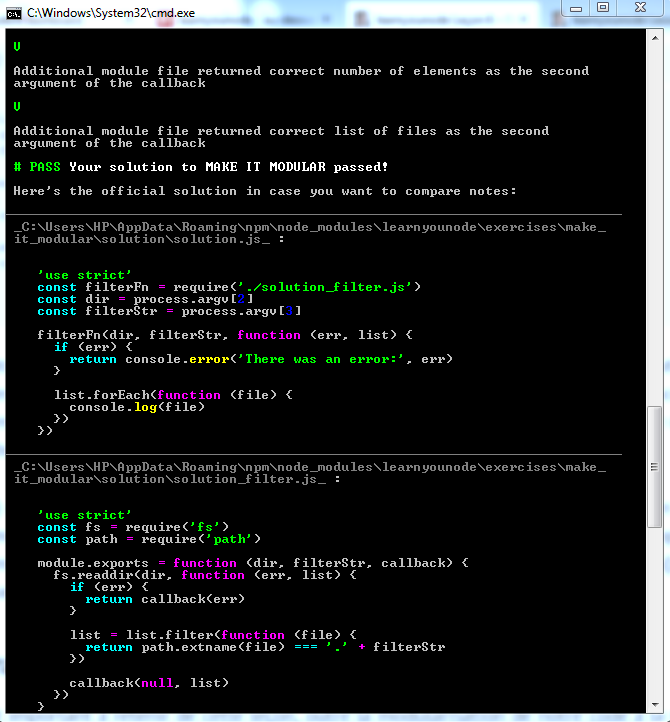 C:\Windows\System32\cmd.exe
V
Additional module file returned correct number of elements as the second
argument of the callback
V
Additional module file returned correct list of files as the second
argument of the callback
# PASS Your solution to MAKE IT MODULAR passed!
Here's the official solution in case you want to compare notes:
_C:\Users\HP\AppData\Roaming\npm\node_modules\learnyounode\exercises\make_
it_modular\solution\solution.js_ :
'use strict'
const filterFn = require('./solution_filter.js')
const dir = process.argv[2]
const filterStr = process.argv[3]
filterFn(dir, filterStr, function (err, list) {
if (err) {
return console.error('There was an error:', err)
}
list.forEach(function (file) {
console.log(file)
})
})
_C:\Users\HP\AppData\Roaming\npm\node_modules\learnyounode\exercises\make_
it_modular\solution\solution_filter.js_ :
'use strict'
const fs = require('fs')
const path = require('path')
module.exports = function (dir, filterStr, callback) {
fs.readdir(dir, function (err, list) {
if (err) {
return callback(err)
}
list = list.filter(function (file) {
return path.extname(file) === '.' + filterStr
})
callback(null, list)
})
}